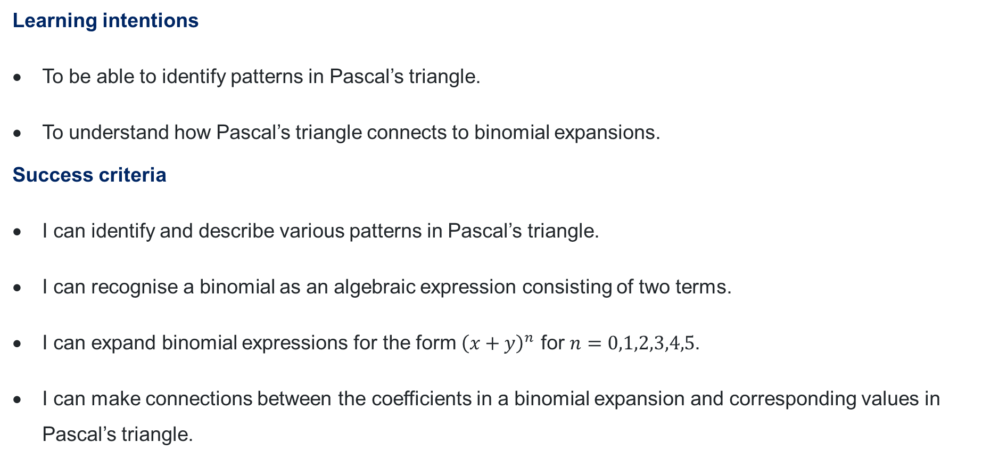 Learning intentions
• To be able to identify patterns in Pascal’s triangle.
• To understand how Pascal’s triangle connects to binomial expansions.
Success criteria
• I can identify and describe various patterns in Pascal’s triangle.
• I can recognise a binomial as an algebraic expression consisting of two terms.
• I can expand binomial expressions for the form (x + y)ⁿ for n = 0,1,2,3,4,5.
• I can make connections between the coefficients in a binomial expansion and corresponding values in
Pascal’s triangle.